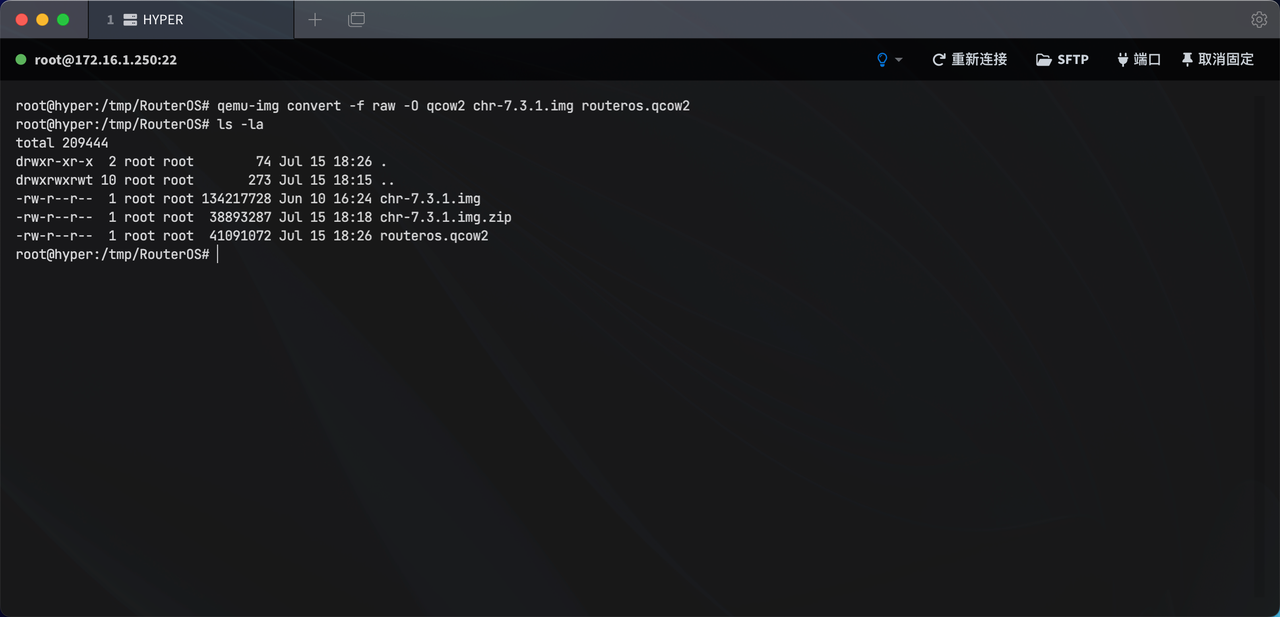 1 HYPER
root@172.16.1.250:22 重新连接 SFTP 端口 取消固定
root@hyper:/tmp/RouterOS# qemu-img convert -f raw -O qcow2 chr-7.3.1.img routeros.qcow2
root@hyper:/tmp/RouterOS# ls -la
total 209444
drwxr-xr-x  2 root root        74 Jul 15 18:26 .
drwxrwxrwt 10 root root       273 Jul 15 18:15 ..
-rw-r--r--  1 root root 134217728 Jun 10 16:24 chr-7.3.1.img
-rw-r--r--  1 root root  38893287 Jul 15 18:18 chr-7.3.1.img.zip
-rw-r--r--  1 root root  41091072 Jul 15 18:26 routeros.qcow2
root@hyper:/tmp/RouterOS#